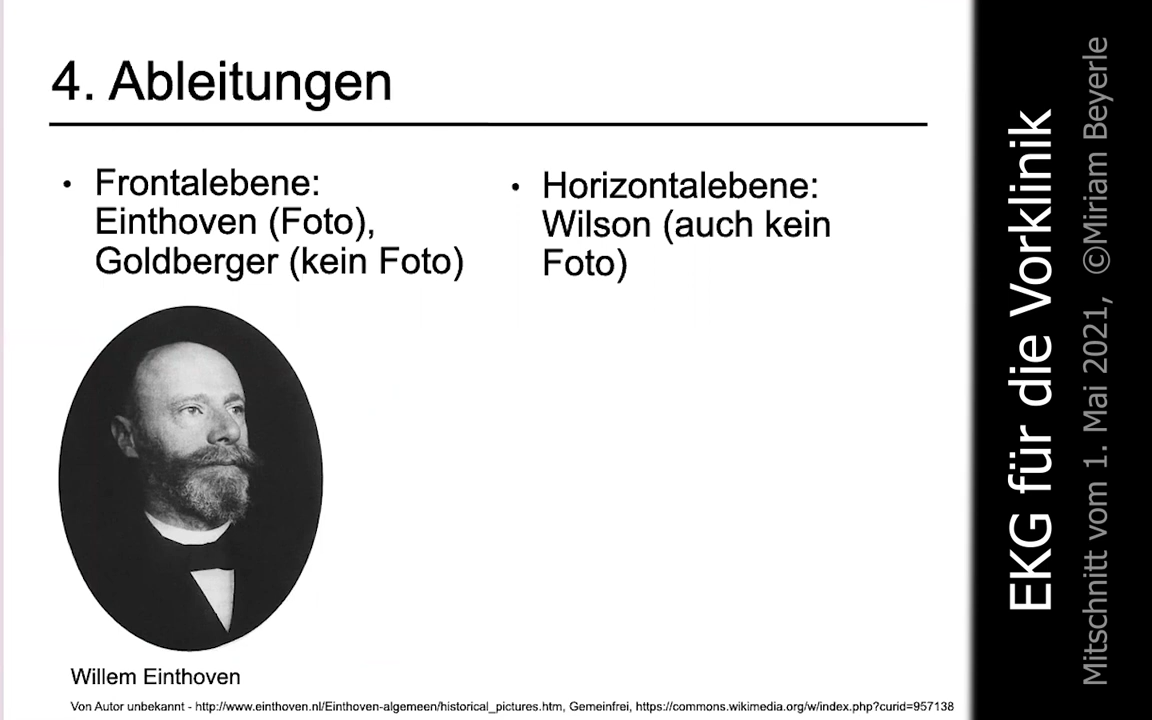 4. Ableitungen
• Frontalebene:
Einthoven (Foto),
Goldberger (kein Foto)
• Horizontalebene:
Wilson (auch kein
Foto)
Willem Einthoven
Von Autor unbekannt - http://www.einthoven.nl/Einthoven-algemeen/historical_pictures.htm, Gemeinfrei, https://commons.wikimedia.org/w/index.php?curid=957138
EKG für die Vorklinik
Mitschnitt vom 1. Mai 2021, ©Miriam Beyerle